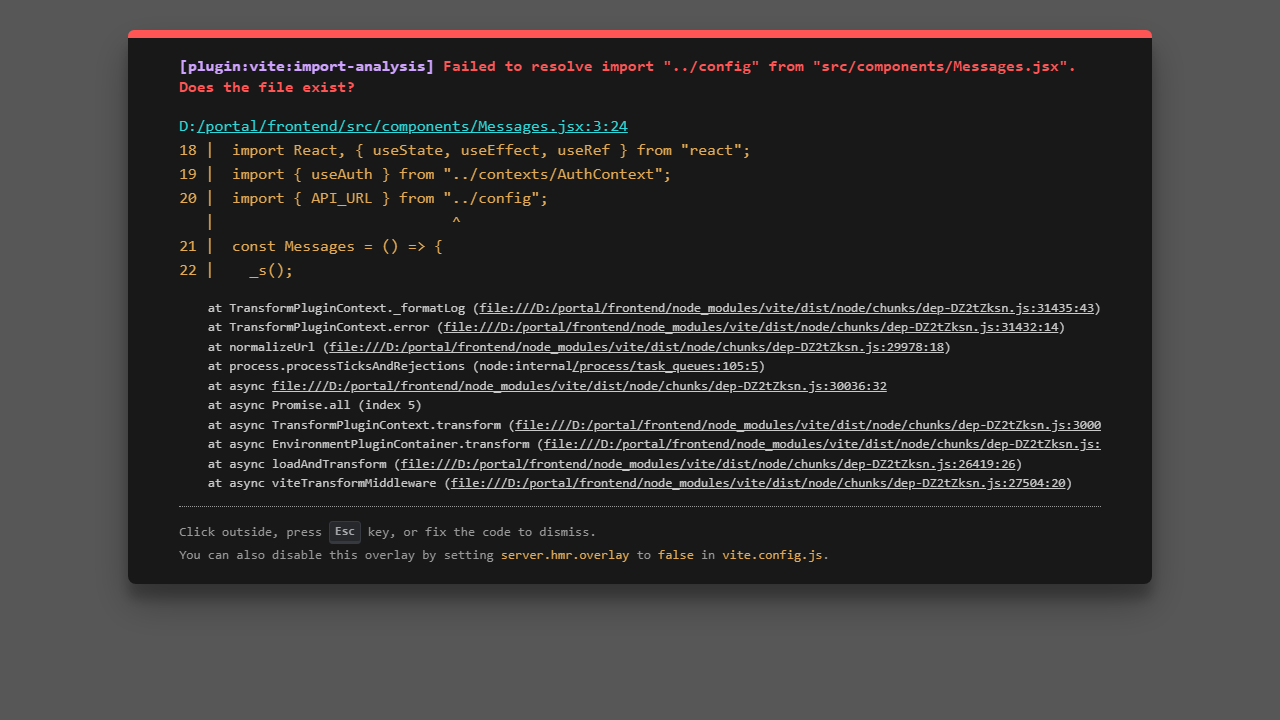 [plugin:vite:import-analysis] Failed to resolve import "../config" from "src/components/Messages.jsx".
Does the file exist?
D:/portal/frontend/src/components/Messages.jsx:3:24
18 |  import React, { useState, useEffect, useRef } from "react";
19 |  import { useAuth } from "../contexts/AuthContext";
20 |  import { API_URL } from "../config";
   |                           ^
21 |  const Messages = () => {
22 |    _s();
at TransformPluginContext._formatLog (file:///D:/portal/frontend/node_modules/vite/dist/node/chunks/dep-DZ2tZksn.js:31435:43)
at TransformPluginContext.error (file:///D:/portal/frontend/node_modules/vite/dist/node/chunks/dep-DZ2tZksn.js:31432:14)
at normalizeUrl (file:///D:/portal/frontend/node_modules/vite/dist/node/chunks/dep-DZ2tZksn.js:29978:18)
at process.processTicksAndRejections (node:internal/process/task_queues:105:5)
at async file:///D:/portal/frontend/node_modules/vite/dist/node/chunks/dep-DZ2tZksn.js:30036:32
at async Promise.all (index 5)
at async TransformPluginContext.transform (file:///D:/portal/frontend/node_modules/vite/dist/node/chunks/dep-DZ2tZksn.js:3000
at async EnvironmentPluginContainer.transform (file:///D:/portal/frontend/node_modules/vite/dist/node/chunks/dep-DZ2tZksn.js:
at async loadAndTransform (file:///D:/portal/frontend/node_modules/vite/dist/node/chunks/dep-DZ2tZksn.js:26419:26)
at async viteTransformMiddleware (file:///D:/portal/frontend/node_modules/vite/dist/node/chunks/dep-DZ2tZksn.js:27504:20)
Click outside, press Esc key, or fix the code to dismiss.
You can also disable this overlay by setting server.hmr.overlay to false in vite.config.js.